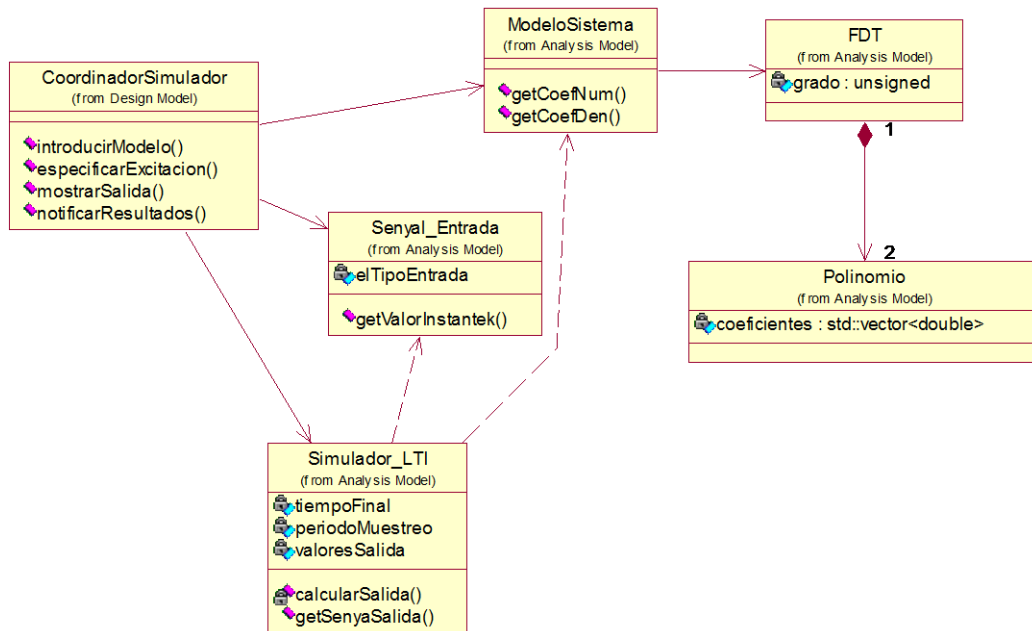 CoordinadorSimulador
(from Design Model)
introducirModelo()
especificarExcitacion()
mostrarSalida()
notificarResultados()
ModeloSistema
(from Analysis Model)
getCoefNum()
getCoefDen()
FDT
(from Analysis Model)
grado : unsigned
1
2
Senyal_Entrada
(from Analysis Model)
elTipoEntrada
getValorInstantek()
Polinomio
(from Analysis Model)
coeficientes : std::vector<double>
Simulador_LTI
(from Analysis Model)
tiempoFinal
periodoMuestreo
valoresSalida
calcularSalida()
getSenyaSalida()